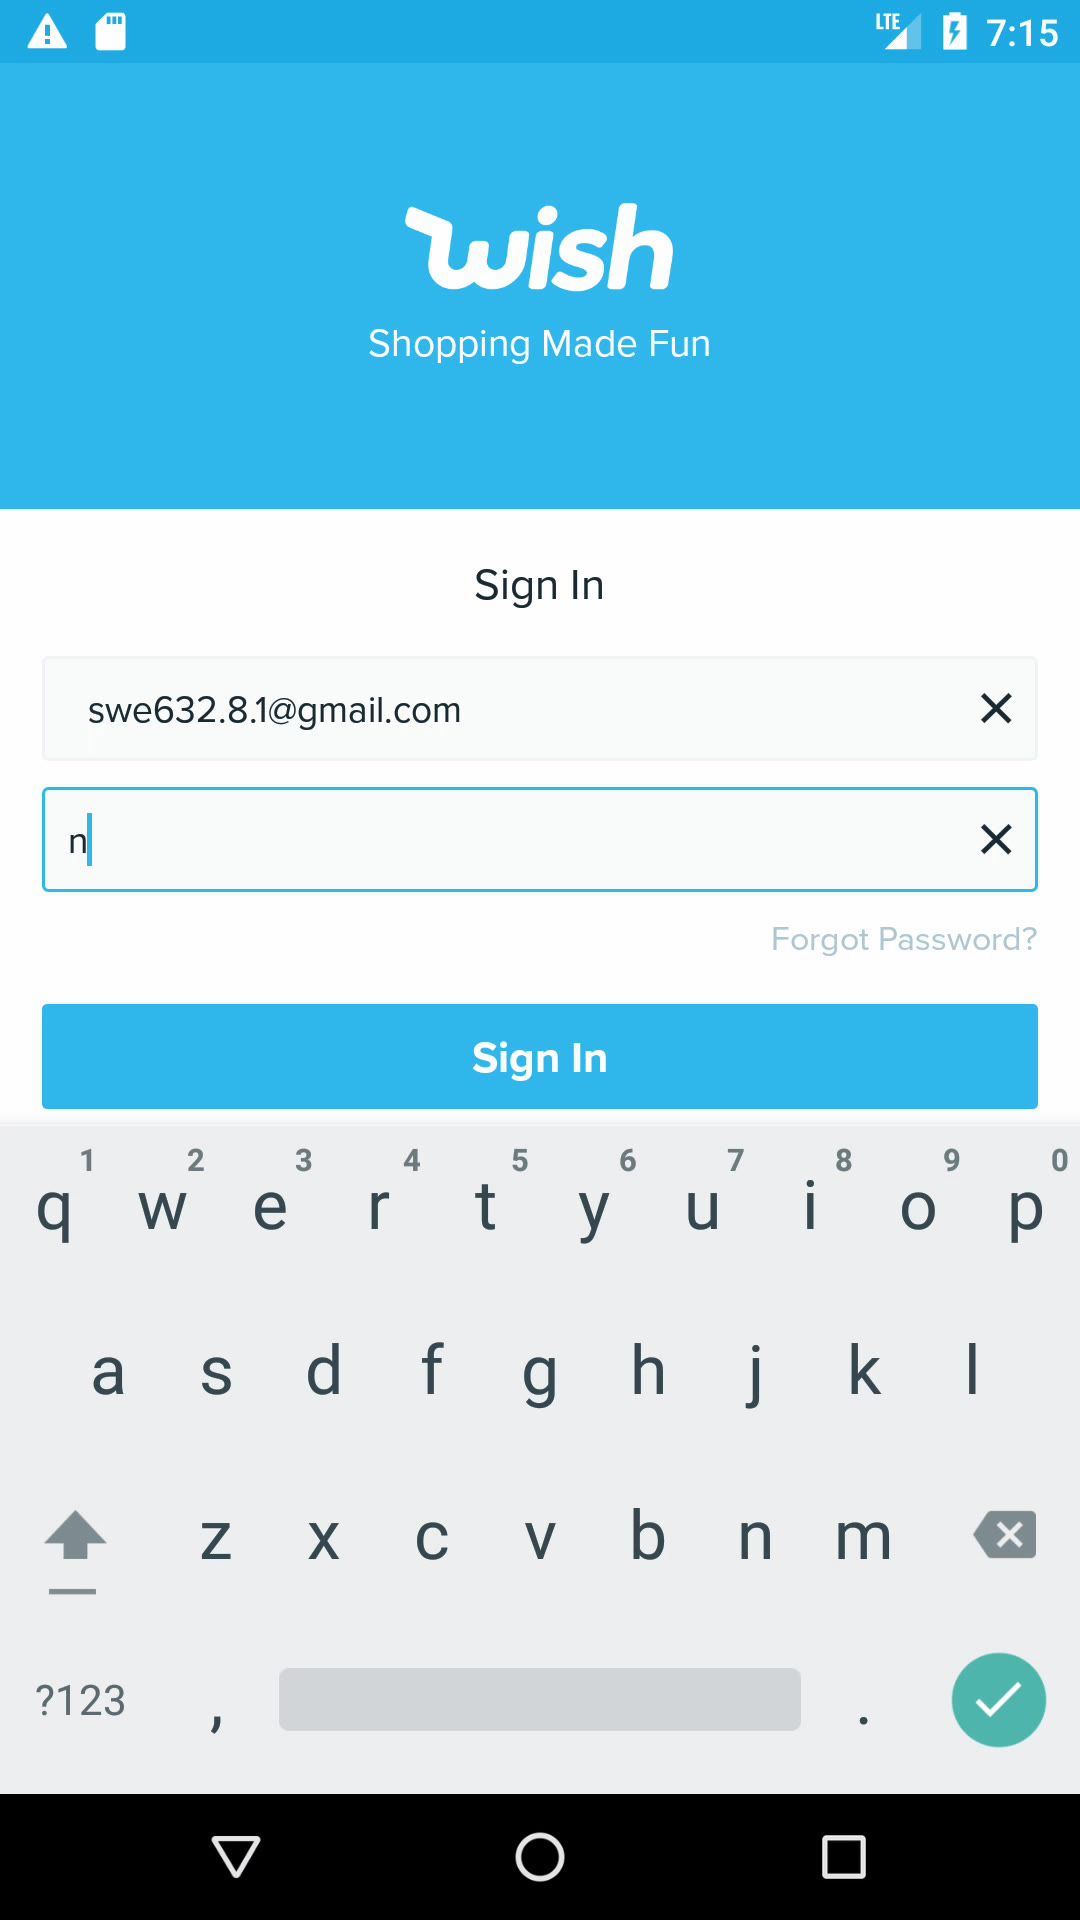 LTE 7:15
wish
Shopping Made Fun
Sign In
swe632.8.1@gmail.com
n
Forgot Password?
Sign In
1 2 3 4 5 6 7 8 9 0
q w e r t y u i o p
a s d f g h j k l
z x c v b n m
?123 , .